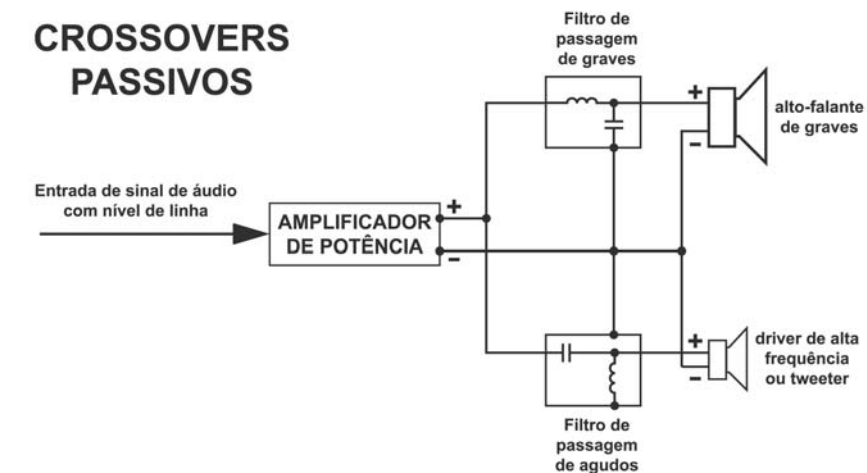 CROSSOVERS
PASSIVOS
Filtro de
passagem
de graves
+
-
alto-falante
de graves
Entrada de sinal de áudio
com nível de linha
AMPLIFICADOR
DE POTÊNCIA
+
-
+
-
driver de alta
frequência
ou tweeter
Filtro de
passagem
de agudos